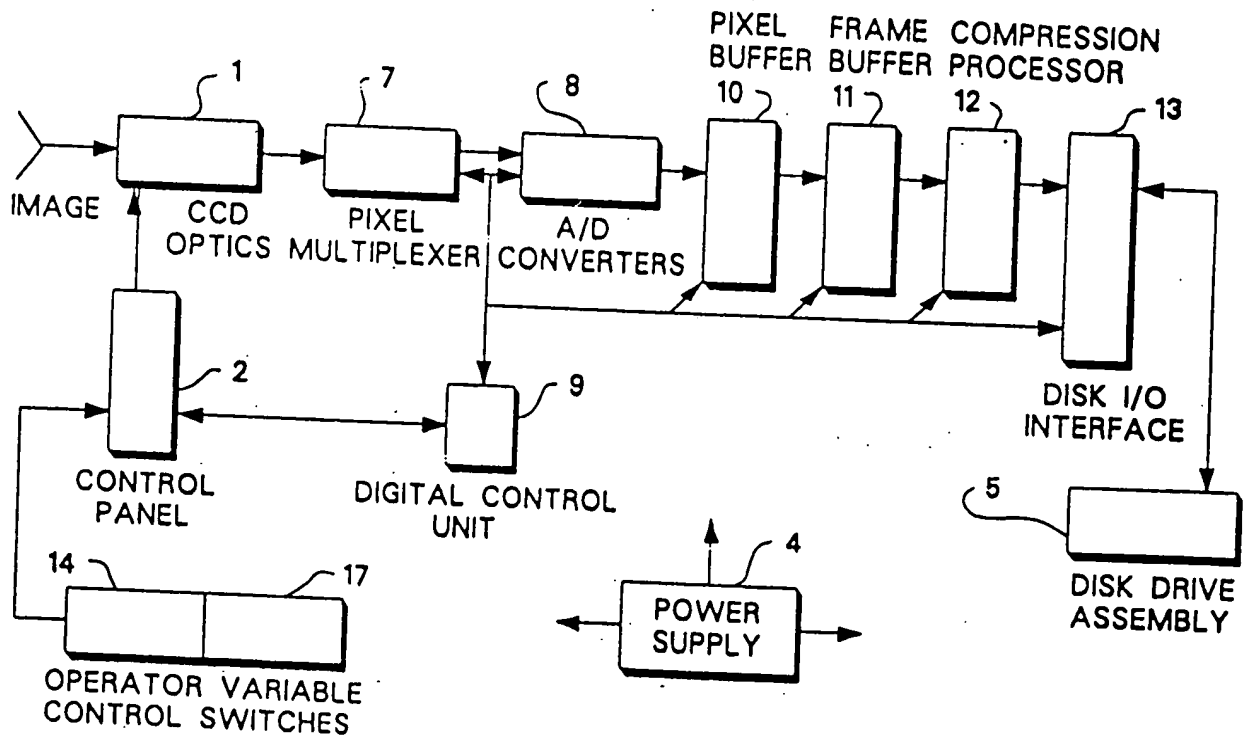 PIXEL FRAME COMPRESSION
BUFFER BUFFER PROCESSOR
1
7
8
10
11
12
13
IMAGE
CCD
OPTICS
PIXEL
MULTIPLEXER
A/D
CONVERTERS
2
9
DISK I/O
INTERFACE
CONTROL
PANEL
DIGITAL CONTROL
UNIT
5
DISK DRIVE
ASSEMBLY
14
17
4
POWER
SUPPLY
OPERATOR VARIABLE
CONTROL SWITCHES